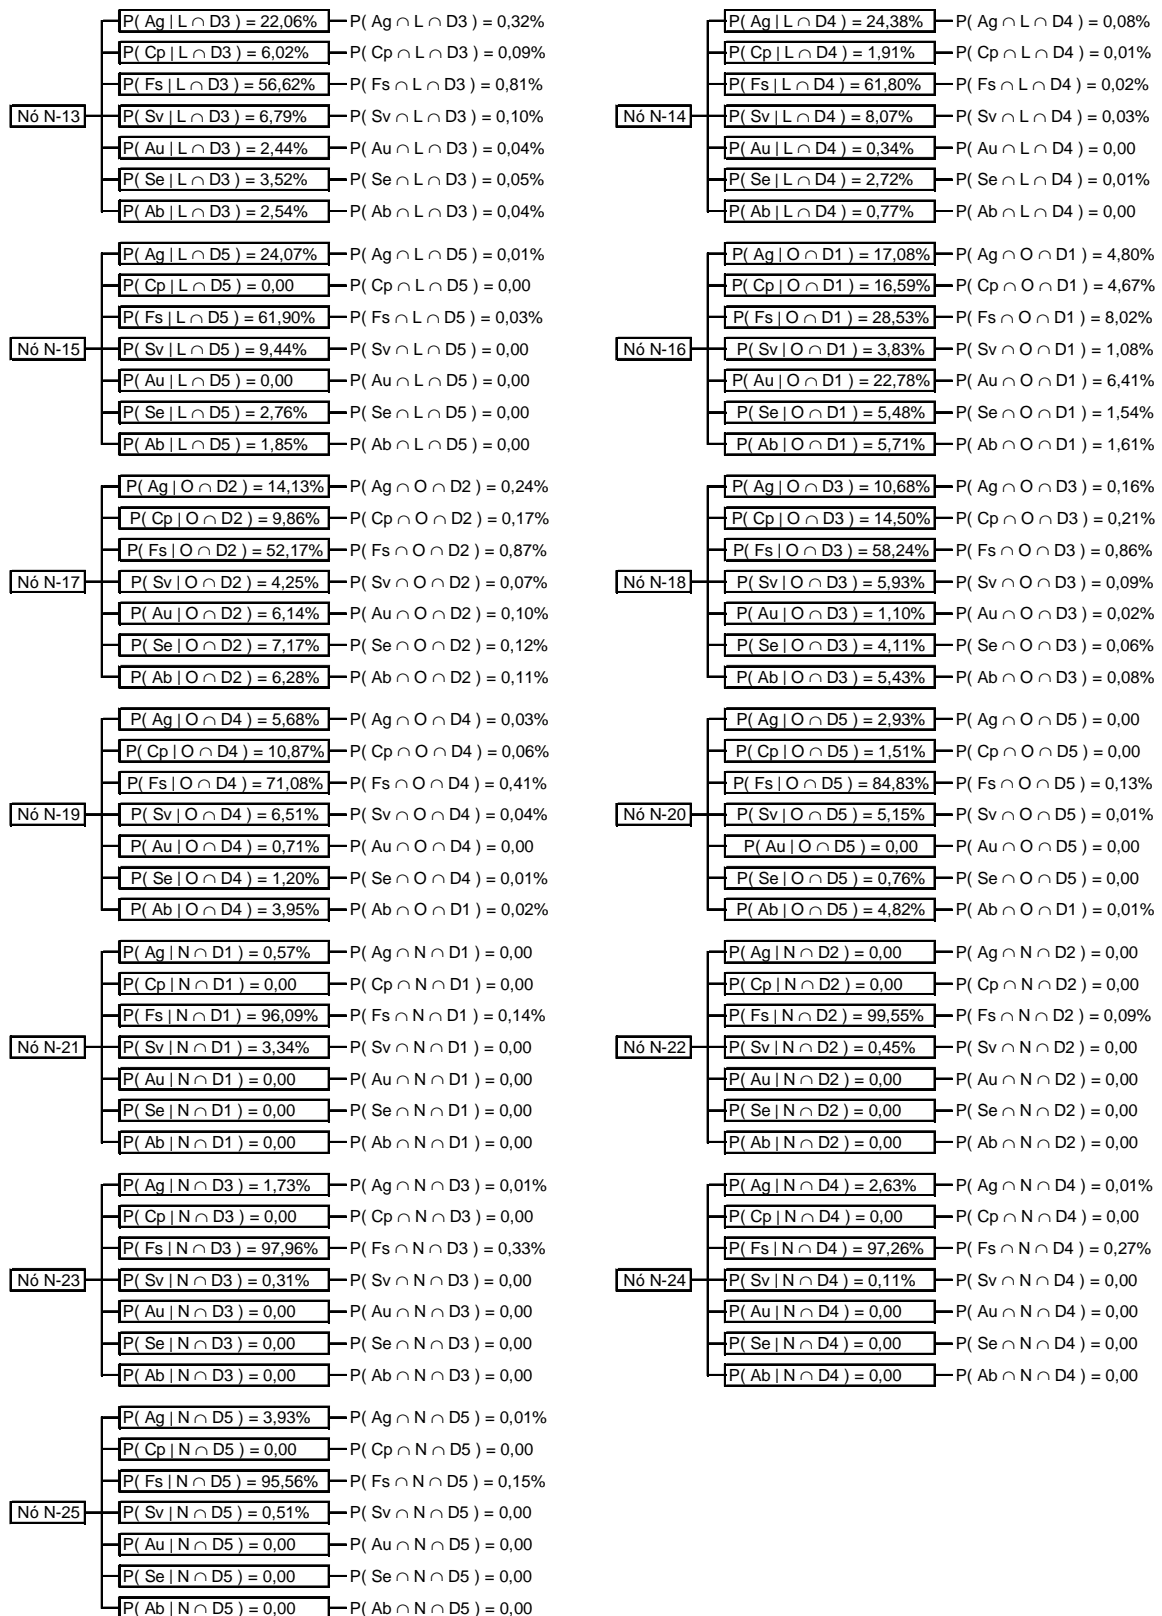 P( Ag | L ∩ D3 ) = 22,06% P( Ag ∩ L ∩ D3 ) = 0,32%
P( Cp | L ∩ D3 ) = 6,02% P( Cp ∩ L ∩ D3 ) = 0,09%
P( Fs | L ∩ D3 ) = 56,62% P( Fs ∩ L ∩ D3 ) = 0,81%
Nó N-13 P( Sv | L ∩ D3 ) = 6,79% P( Sv ∩ L ∩ D3 ) = 0,10%
P( Au | L ∩ D3 ) = 2,44% P( Au ∩ L ∩ D3 ) = 0,04%
P( Se | L ∩ D3 ) = 3,52% P( Se ∩ L ∩ D3 ) = 0,05%
P( Ab | L ∩ D3 ) = 2,54% P( Ab ∩ L ∩ D3 ) = 0,04%
P( Ag | L ∩ D4 ) = 24,38% P( Ag ∩ L ∩ D4 ) = 0,08%
P( Cp | L ∩ D4 ) = 1,91% P( Cp ∩ L ∩ D4 ) = 0,01%
P( Fs | L ∩ D4 ) = 61,80% P( Fs ∩ L ∩ D4 ) = 0,02%
Nó N-14 P( Sv | L ∩ D4 ) = 8,07% P( Sv ∩ L ∩ D4 ) = 0,03%
P( Au | L ∩ D4 ) = 0,34% P( Au ∩ L ∩ D4 ) = 0,00
P( Se | L ∩ D4 ) = 2,72% P( Se ∩ L ∩ D4 ) = 0,01%
P( Ab | L ∩ D4 ) = 0,77% P( Ab ∩ L ∩ D4 ) = 0,00
P( Ag | L ∩ D5 ) = 24,07% P( Ag ∩ L ∩ D5 ) = 0,01%
P( Cp | L ∩ D5 ) = 0,00 P( Cp ∩ L ∩ D5 ) = 0,00
P( Fs | L ∩ D5 ) = 61,90% P( Fs ∩ L ∩ D5 ) = 0,03%
Nó N-15 P( Sv | L ∩ D5 ) = 9,44% P( Sv ∩ L ∩ D5 ) = 0,00
P( Au | L ∩ D5 ) = 0,00 P( Au ∩ L ∩ D5 ) = 0,00
P( Se | L ∩ D5 ) = 2,76% P( Se ∩ L ∩ D5 ) = 0,00
P( Ab | L ∩ D5 ) = 1,85% P( Ab ∩ L ∩ D5 ) = 0,00
P( Ag | O ∩ D1 ) = 17,08% P( Ag ∩ O ∩ D1 ) = 4,80%
P( Cp | O ∩ D1 ) = 16,59% P( Cp ∩ O ∩ D1 ) = 4,67%
P( Fs | O ∩ D1 ) = 28,53% P( Fs ∩ O ∩ D1 ) = 8,02%
Nó N-16 P( Sv | O ∩ D1 ) = 3,83% P( Sv ∩ O ∩ D1 ) = 1,08%
P( Au | O ∩ D1 ) = 22,78% P( Au ∩ O ∩ D1 ) = 6,41%
P( Se | O ∩ D1 ) = 5,48% P( Se ∩ O ∩ D1 ) = 1,54%
P( Ab | O ∩ D1 ) = 5,71% P( Ab ∩ O ∩ D1 ) = 1,61%
P( Ag | O ∩ D2 ) = 14,13% P( Ag ∩ O ∩ D2 ) = 0,24%
P( Cp | O ∩ D2 ) = 9,86% P( Cp ∩ O ∩ D2 ) = 0,17%
P( Fs | O ∩ D2 ) = 52,17% P( Fs ∩ O ∩ D2 ) = 0,87%
Nó N-17 P( Sv | O ∩ D2 ) = 4,25% P( Sv ∩ O ∩ D2 ) = 0,07%
P( Au | O ∩ D2 ) = 6,14% P( Au ∩ O ∩ D2 ) = 0,10%
P( Se | O ∩ D2 ) = 7,17% P( Se ∩ O ∩ D2 ) = 0,12%
P( Ab | O ∩ D2 ) = 6,28% P( Ab ∩ O ∩ D2 ) = 0,11%
P( Ag | O ∩ D3 ) = 10,68% P( Ag ∩ O ∩ D3 ) = 0,16%
P( Cp | O ∩ D3 ) = 14,50% P( Cp ∩ O ∩ D3 ) = 0,21%
P( Fs | O ∩ D3 ) = 58,24% P( Fs ∩ O ∩ D3 ) = 0,86%
Nó N-18 P( Sv | O ∩ D3 ) = 5,93% P( Sv ∩ O ∩ D3 ) = 0,09%
P( Au | O ∩ D3 ) = 1,10% P( Au ∩ O ∩ D3 ) = 0,02%
P( Se | O ∩ D3 ) = 4,11% P( Se ∩ O ∩ D3 ) = 0,06%
P( Ab | O ∩ D3 ) = 5,43% P( Ab ∩ O ∩ D3 ) = 0,08%
P( Ag | O ∩ D4 ) = 5,68% P( Ag ∩ O ∩ D4 ) = 0,03%
P( Cp | O ∩ D4 ) = 10,87% P( Cp ∩ O ∩ D4 ) = 0,06%
P( Fs | O ∩ D4 ) = 71,08% P( Fs ∩ O ∩ D4 ) = 0,41%
Nó N-19 P( Sv | O ∩ D4 ) = 6,51% P( Sv ∩ O ∩ D4 ) = 0,04%
P( Au | O ∩ D4 ) = 0,71% P( Au ∩ O ∩ D4 ) = 0,00
P( Se | O ∩ D4 ) = 1,20% P( Se ∩ O ∩ D4 ) = 0,01%
P( Ab | O ∩ D4 ) = 3,95% P( Ab ∩ O ∩ D1 ) = 0,02%
P( Ag | O ∩ D5 ) = 2,93% P( Ag ∩ O ∩ D5 ) = 0,00
P( Cp | O ∩ D5 ) = 1,51% P( Cp ∩ O ∩ D5 ) = 0,00
P( Fs | O ∩ D5 ) = 84,83% P( Fs ∩ O ∩ D5 ) = 0,13%
Nó N-20 P( Sv | O ∩ D5 ) = 5,15% P( Sv ∩ O ∩ D5 ) = 0,01%
P( Au | O ∩ D5 ) = 0,00 P( Au ∩ O ∩ D5 ) = 0,00
P( Se | O ∩ D5 ) = 0,76% P( Se ∩ O ∩ D5 ) = 0,00
P( Ab | O ∩ D5 ) = 4,82% P( Ab ∩ O ∩ D1 ) = 0,01%
P( Ag | N ∩ D1 ) = 0,57% P( Ag ∩ N ∩ D1 ) = 0,00
P( Cp | N ∩ D1 ) = 0,00 P( Cp ∩ N ∩ D1 ) = 0,00
P( Fs | N ∩ D1 ) = 96,09% P( Fs ∩ N ∩ D1 ) = 0,14%
Nó N-21 P( Sv | N ∩ D1 ) = 3,34% P( Sv ∩ N ∩ D1 ) = 0,00
P( Au | N ∩ D1 ) = 0,00 P( Au ∩ N ∩ D1 ) = 0,00
P( Se | N ∩ D1 ) = 0,00 P( Se ∩ N ∩ D1 ) = 0,00
P( Ab | N ∩ D1 ) = 0,00 P( Ab ∩ N ∩ D1 ) = 0,00
P( Ag | N ∩ D2 ) = 0,00 P( Ag ∩ N ∩ D2 ) = 0,00
P( Cp | N ∩ D2 ) = 0,00 P( Cp ∩ N ∩ D2 ) = 0,00
P( Fs | N ∩ D2 ) = 99,55% P( Fs ∩ N ∩ D2 ) = 0,09%
Nó N-22 P( Sv | N ∩ D2 ) = 0,45% P( Sv ∩ N ∩ D2 ) = 0,00
P( Au | N ∩ D2 ) = 0,00 P( Au ∩ N ∩ D2 ) = 0,00
P( Se | N ∩ D2 ) = 0,00 P( Se ∩ N ∩ D2 ) = 0,00
P( Ab | N ∩ D2 ) = 0,00 P( Ab ∩ N ∩ D2 ) = 0,00
P( Ag | N ∩ D3 ) = 1,73% P( Ag ∩ N ∩ D3 ) = 0,01%
P( Cp | N ∩ D3 ) = 0,00 P( Cp ∩ N ∩ D3 ) = 0,00
P( Fs | N ∩ D3 ) = 97,96% P( Fs ∩ N ∩ D3 ) = 0,33%
Nó N-23 P( Sv | N ∩ D3 ) = 0,31% P( Sv ∩ N ∩ D3 ) = 0,00
P( Au | N ∩ D3 ) = 0,00 P( Au ∩ N ∩ D3 ) = 0,00
P( Se | N ∩ D3 ) = 0,00 P( Se ∩ N ∩ D3 ) = 0,00
P( Ab | N ∩ D3 ) = 0,00 P( Ab ∩ N ∩ D3 ) = 0,00
P( Ag | N ∩ D4 ) = 2,63% P( Ag ∩ N ∩ D4 ) = 0,01%
P( Cp | N ∩ D4 ) = 0,00 P( Cp ∩ N ∩ D4 ) = 0,00
P( Fs | N ∩ D4 ) = 97,26% P( Fs ∩ N ∩ D4 ) = 0,27%
Nó N-24 P( Sv | N ∩ D4 ) = 0,11% P( Sv ∩ N ∩ D4 ) = 0,00
P( Au | N ∩ D4 ) = 0,00 P( Au ∩ N ∩ D4 ) = 0,00
P( Se | N ∩ D4 ) = 0,00 P( Se ∩ N ∩ D4 ) = 0,00
P( Ab | N ∩ D4 ) = 0,00 P( Ab ∩ N ∩ D4 ) = 0,00
P( Ag | N ∩ D5 ) = 3,93% P( Ag ∩ N ∩ D5 ) = 0,01%
P( Cp | N ∩ D5 ) = 0,00 P( Cp ∩ N ∩ D5 ) = 0,00
P( Fs | N ∩ D5 ) = 95,56% P( Fs ∩ N ∩ D5 ) = 0,15%
Nó N-25 P( Sv | N ∩ D5 ) = 0,51% P( Sv ∩ N ∩ D5 ) = 0,00
P( Au | N ∩ D5 ) = 0,00 P( Au ∩ N ∩ D5 ) = 0,00
P( Se | N ∩ D5 ) = 0,00 P( Se ∩ N ∩ D5 ) = 0,00
P( Ab | N ∩ D5 ) = 0,00 P( Ab ∩ N ∩ D5 ) = 0,00